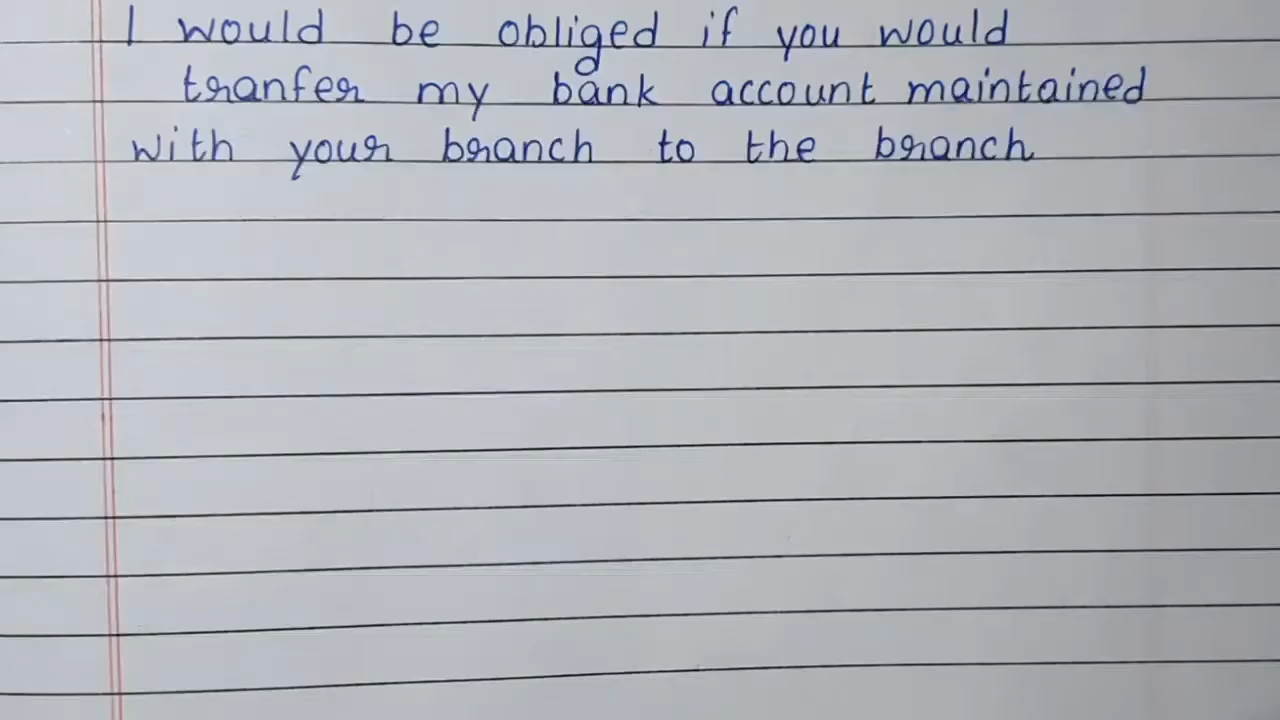 I would be obliged if you would
tranfer my bank account maintained
with your branch to the branch